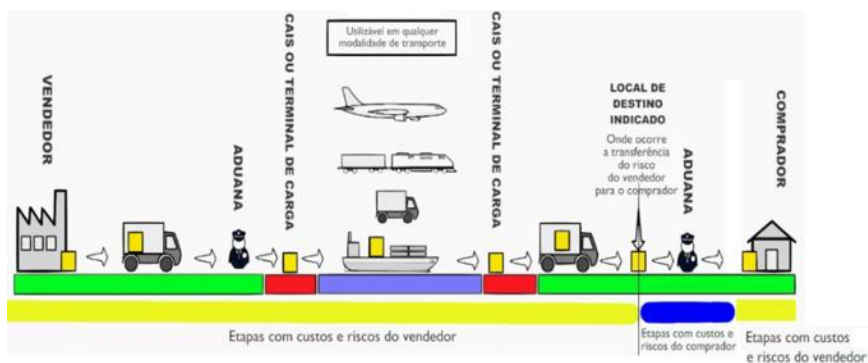 VENDEDOR
ADUANA
CAIS OU TERMINAL DE CARGA
Utilizável em qualquer
modalidade de transporte
CAIS OU TERMINAL DE CARGA
LOCAL DE
DESTINO
INDICADO
Onde ocorre
a transferência
do risco
do vendedor
para o comprador
ADUANA
COMPRADOR
Etapas com custos e riscos do vendedor
Etapas com custos e
riscos do comprador
Etapas com custos
e riscos do vendedor